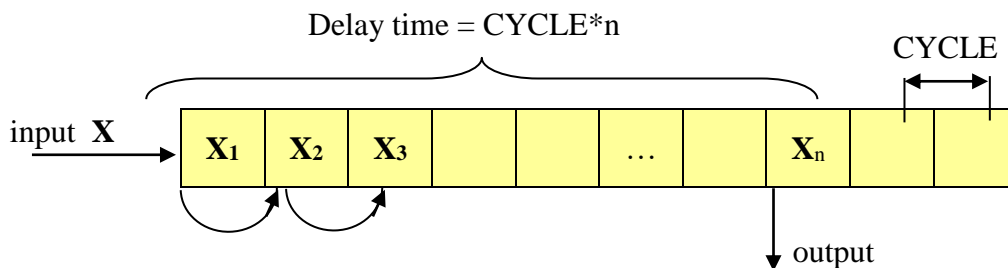 Delay time = CYCLE*n
CYCLE
input X
X1 X2 X3 ... Xn
output